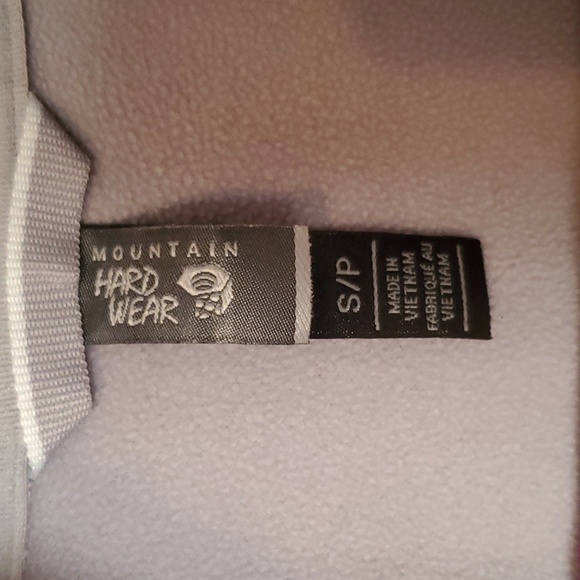 MOUNTAIN
HARD
WEAR
S/P
MADE IN
VIETNAM
FABRIQUÉ AU
VIETNAM